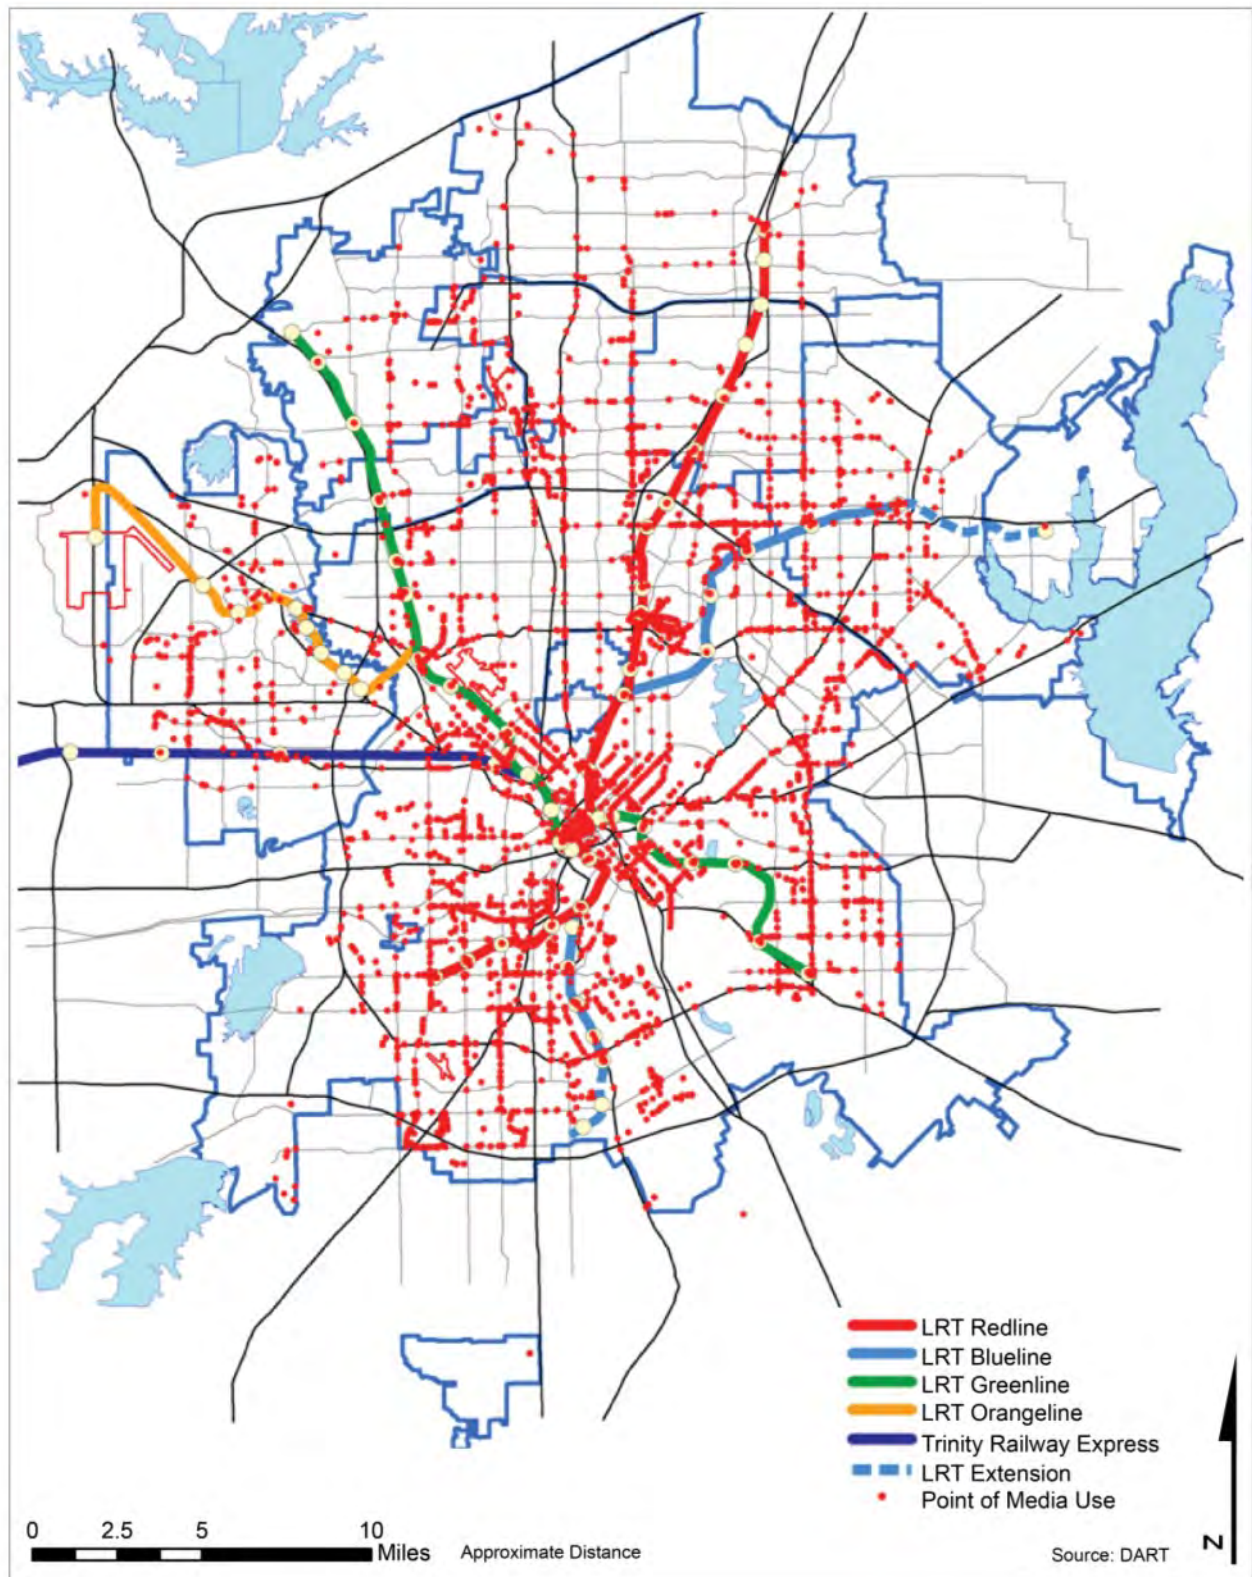 LRT Redline
LRT Blueline
LRT Greenline
LRT Orangeline
Trinity Railway Express
LRT Extension
Point of Media Use
0 2.5 5 10
Miles Approximate Distance
Source: DART
N